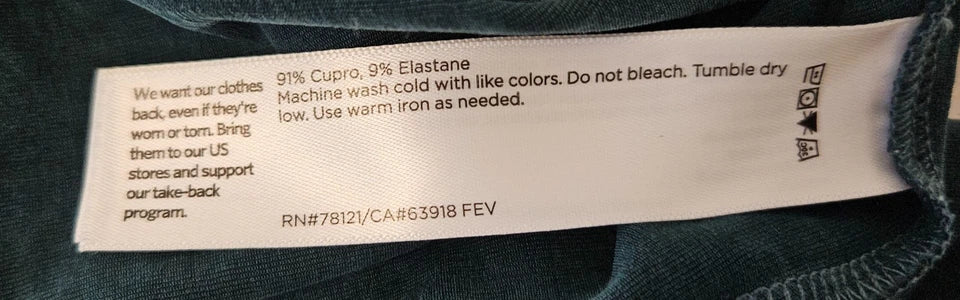 We want our clothes
back, even if they're
worn or torn. Bring
them to our US
stores and support
our take-back
program.
91% Cupro, 9% Elastane
Machine wash cold with like colors. Do not bleach. Tumble dry
low. Use warm iron as needed.
RN#78121/CA#63918 FEV
30C